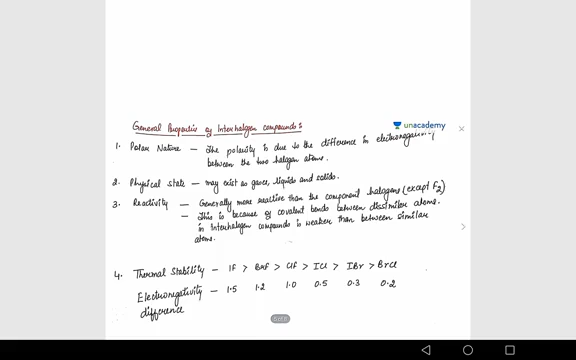 General Properties of Interhalogen compounds:
unacademy
1. Polar Nature – The polarity is due to the difference in electronegativity
between the two halogen atoms.
2. Physical state – may exist as gases, liquids and solids.
3. Reactivity – Generally more reactive than the component halogens (except F2)
– This is because of covalent bonds between dissimilar atoms
in Interhalogen compounds is weaker than between similar
atoms.
4. Thermal Stability – IF > BrF > ClF > ICl > IBr > BrCl
Electronegativity – 1.5 1.2 1.0 0.5 0.3 0.2
difference